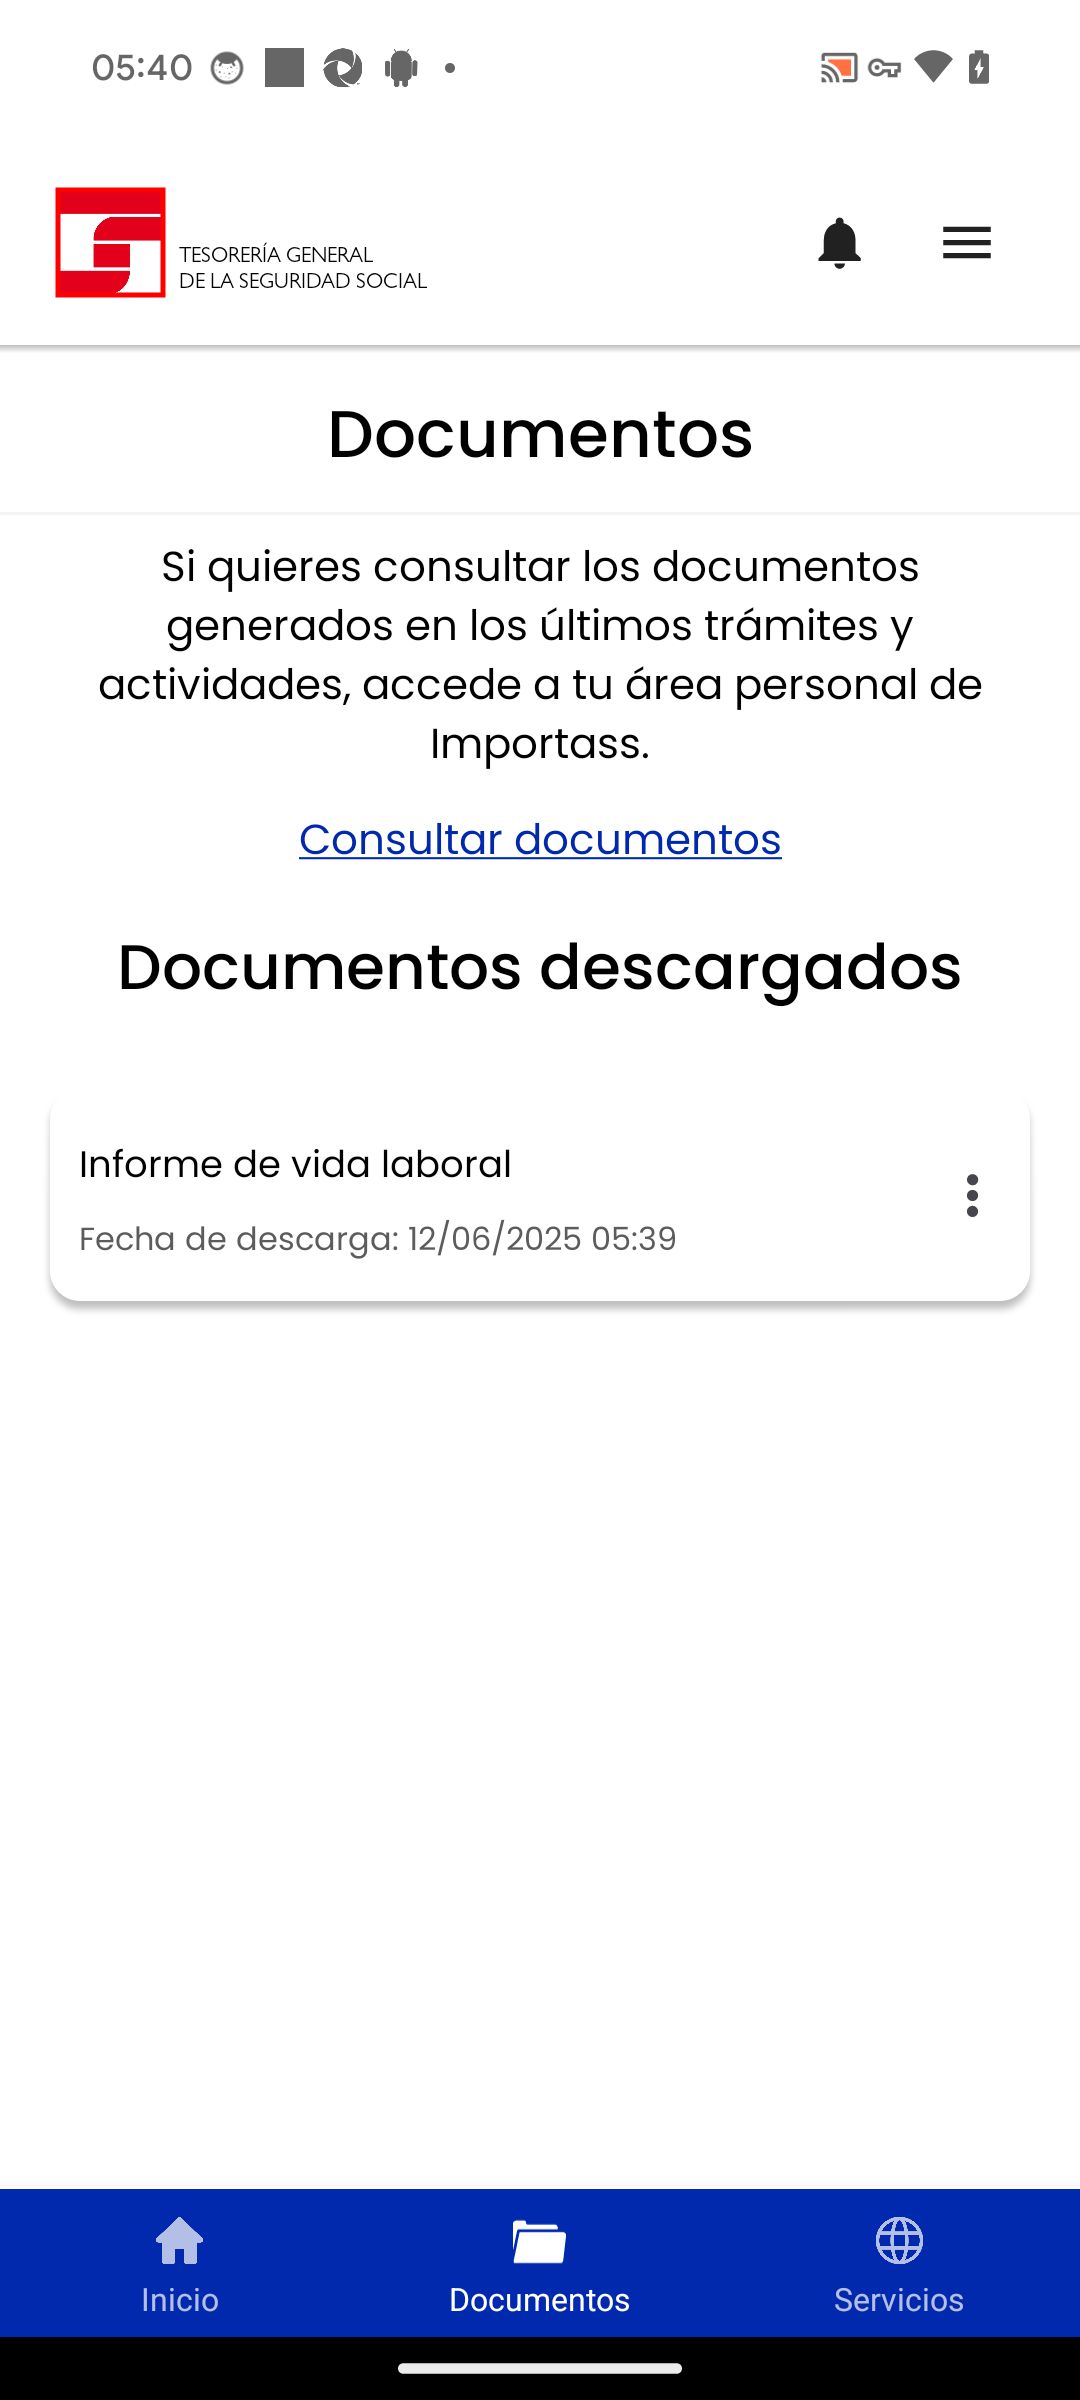 05:40
TESORERÍA GENERAL
DE LA SEGURIDAD SOCIAL
Documentos
Si quieres consultar los documentos
generados en los últimos trámites y
actividades, accede a tu área personal de
Importass.
Consultar documentos
Documentos descargados
Informe de vida laboral
Fecha de descarga: 12/06/2025 05:39
Inicio
Documentos
Servicios